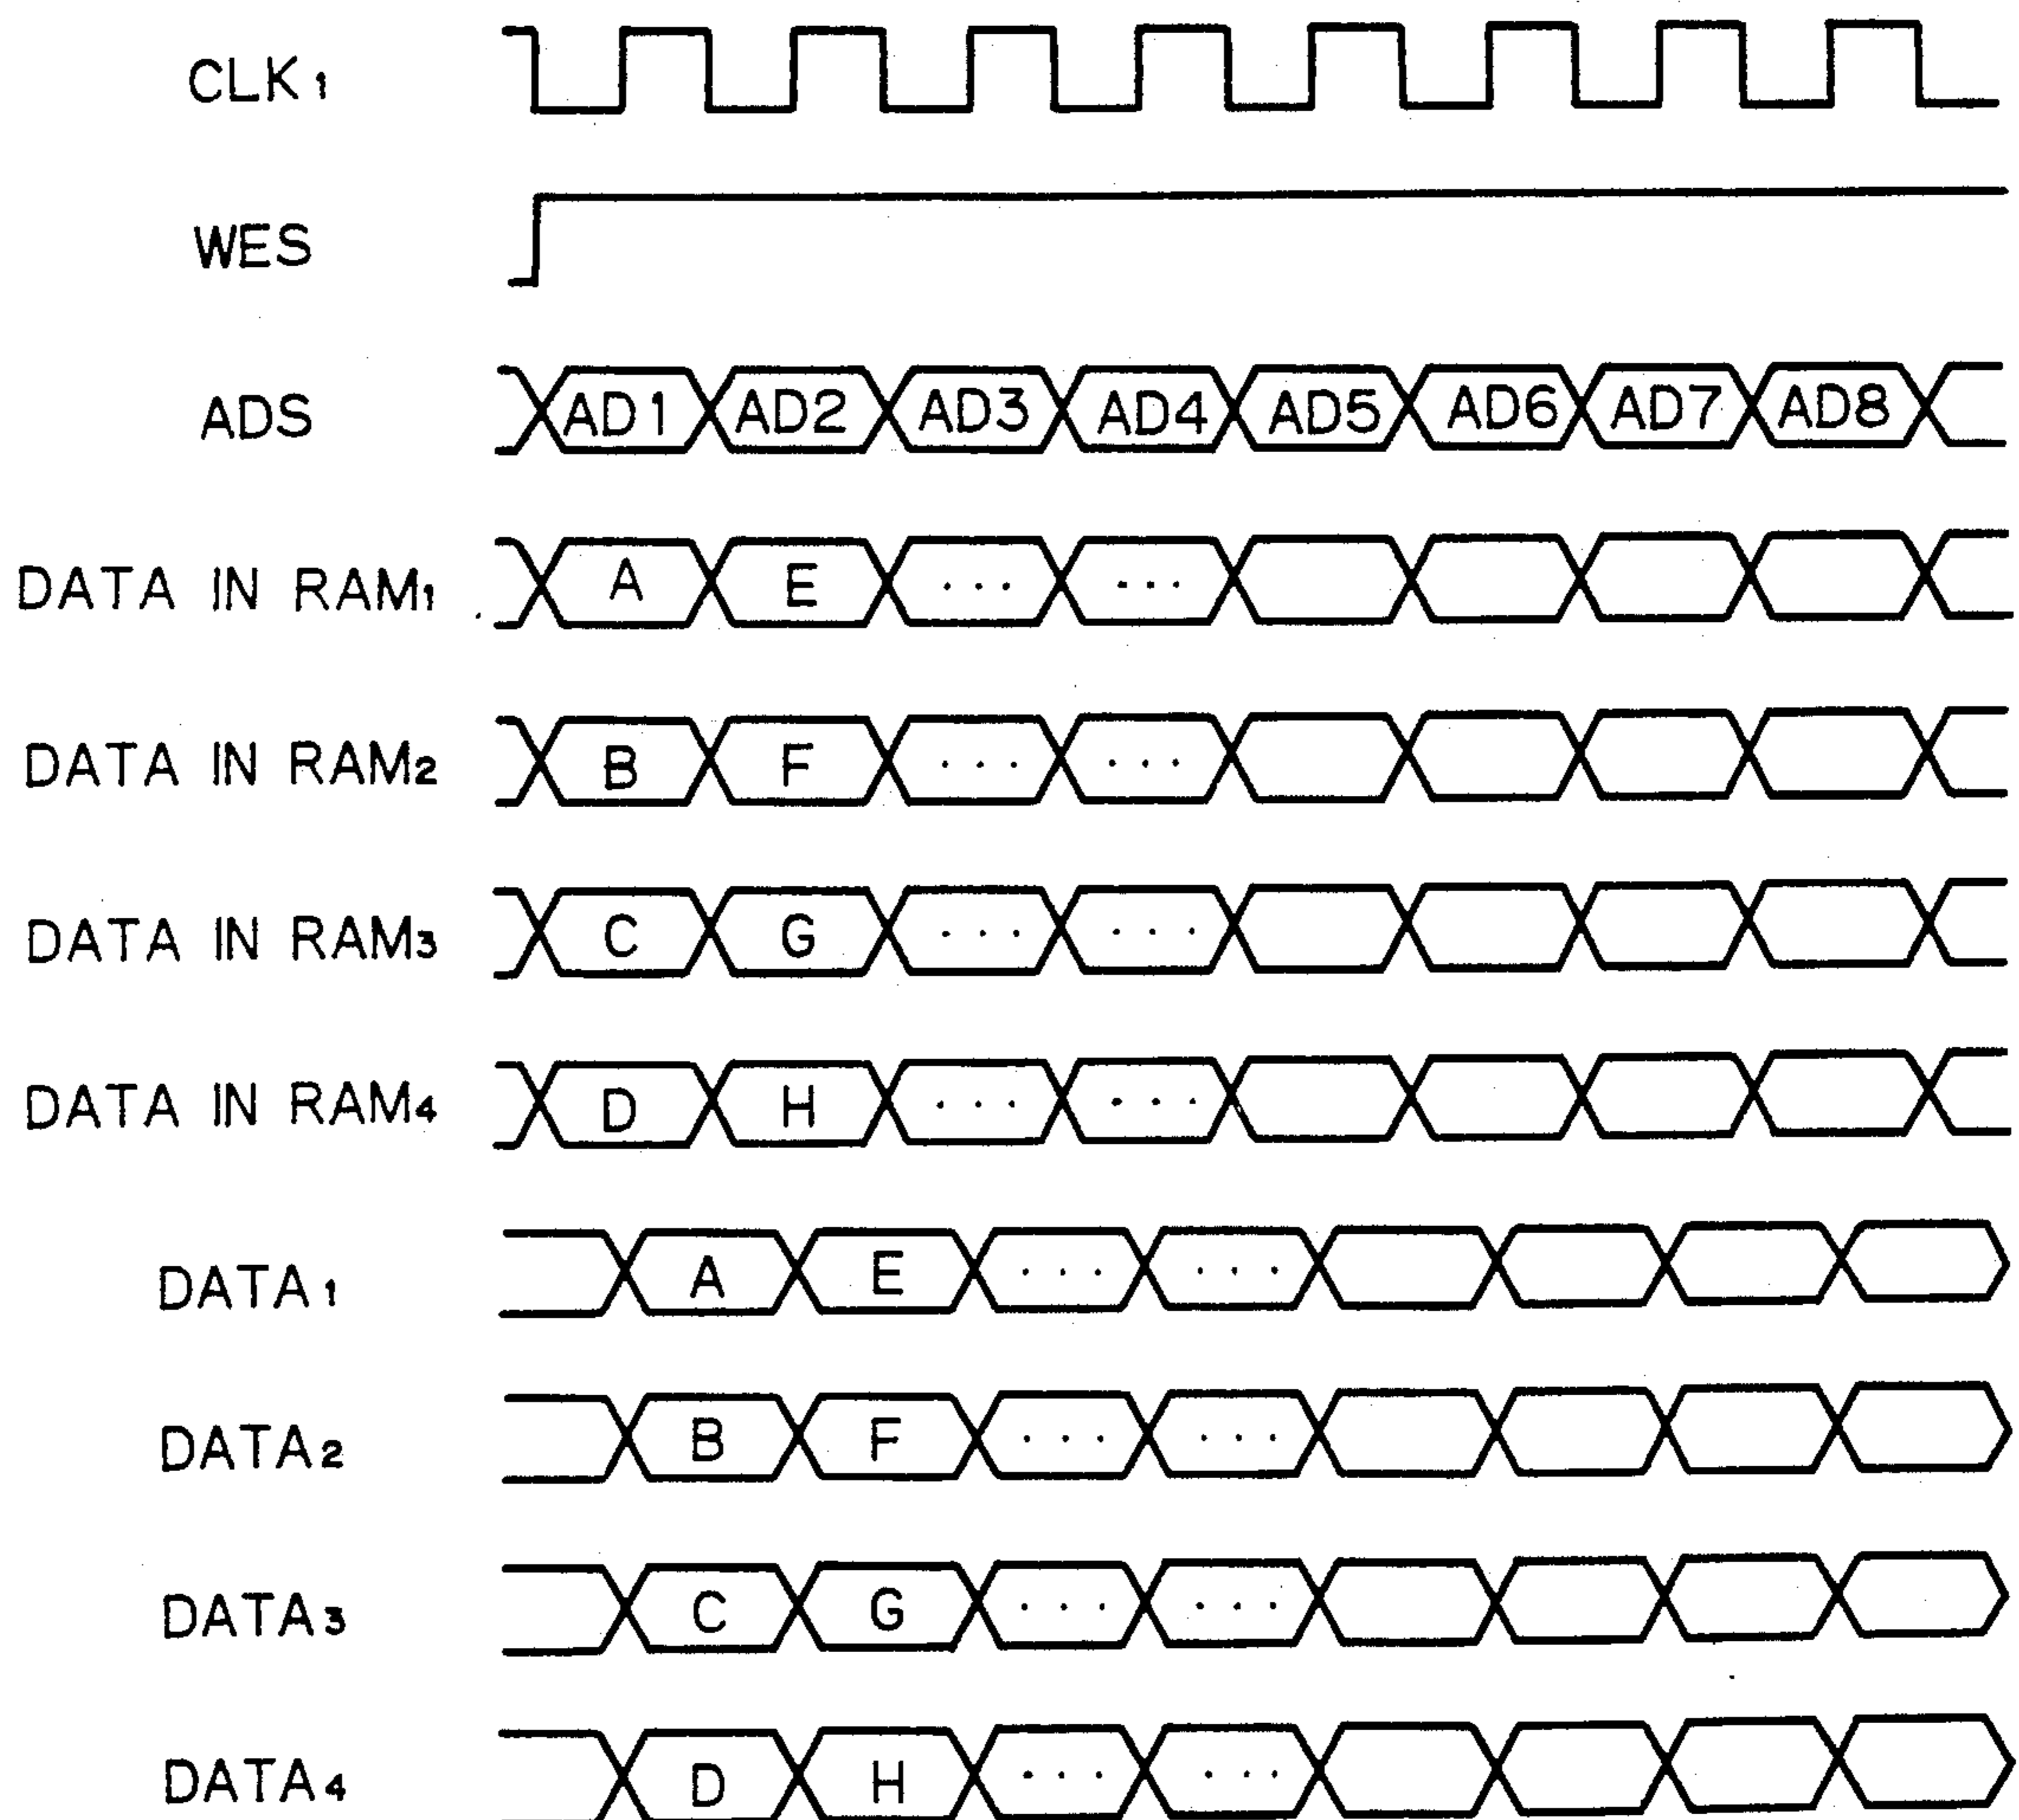 CLK1
WES
ADS AD1 AD2 AD3 AD4 AD5 AD6 AD7 AD8
DATA IN RAM1 A E ... ...
DATA IN RAM2 B F ... ...
DATA IN RAM3 C G ... ...
DATA IN RAM4 D H ... ...
DATA1 A E ... ...
DATA2 B F ... ...
DATA3 C G ... ...
DATA4 D H ... ...